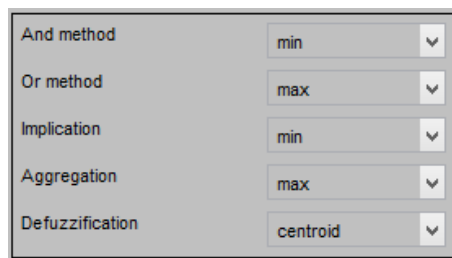 And method min
Or method max
Implication min
Aggregation max
Defuzzification centroid